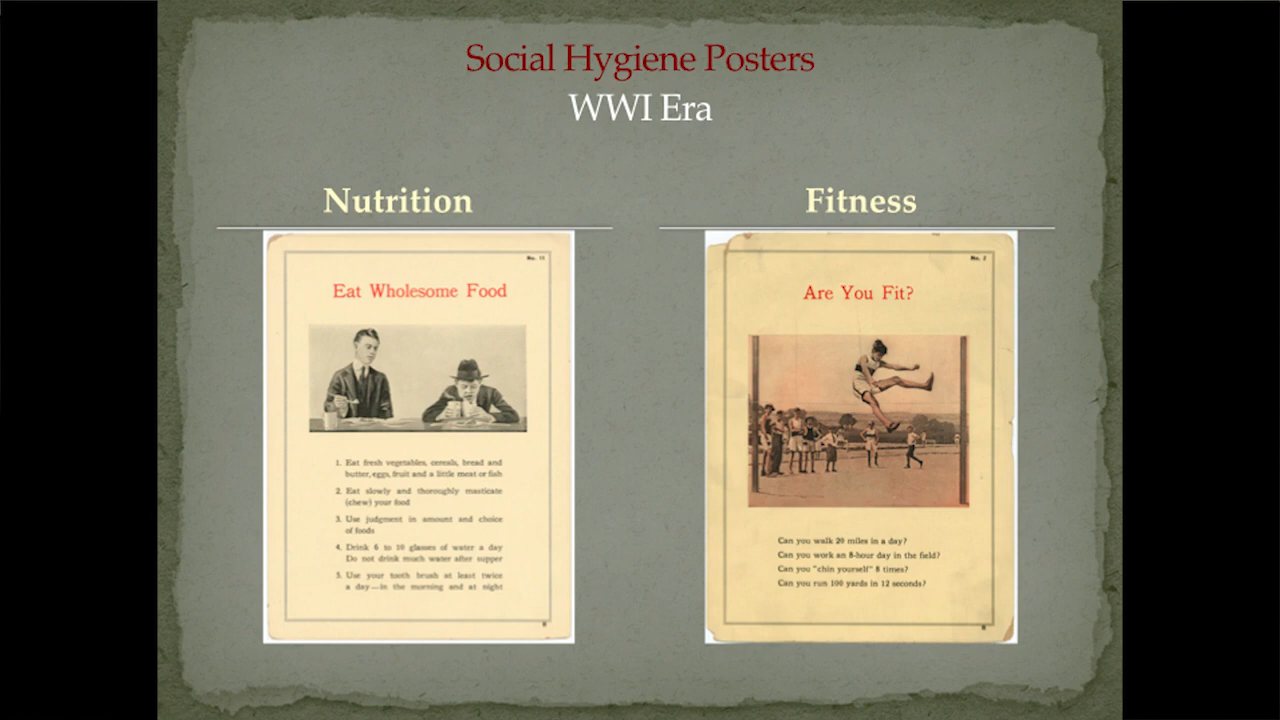 Social Hygiene Posters
WWI Era
Nutrition
No. 11
Eat Wholesome Food
1. Eat fresh vegetables, cereals, bread and
butter, eggs, fruit and a little meat or fish
2. Eat slowly and thoroughly masticate
(chew) your food
3. Use judgment in amount and choice
of foods
4. Drink 6 to 10 glasses of water a day
Do not drink much water after supper
5. Use your tooth brush at least twice
a day—in the morning and at night
Fitness
No. 2
Are You Fit?
Can you walk 20 miles in a day?
Can you work an 8-hour day in the field?
Can you "chin yourself" 8 times?
Can you run 100 yards in 12 seconds?